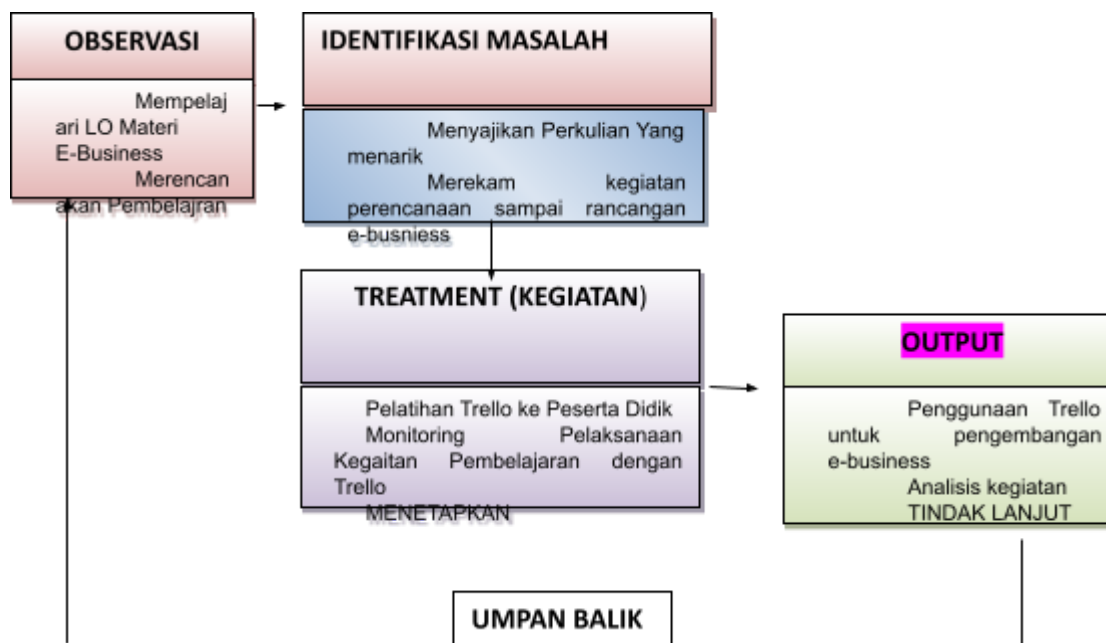 OBSERVASI
Mempelaj
ari LO Materi
E-Business
Merencan
akan Pembelajran
IDENTIFIKASI MASALAH
Menyajikan Perkulian Yang
menarik
Merekam kegiatan
perencanaan sampai rancangan
e-busniess
TREATMENT (KEGIATAN)
Pelatihan Trello ke Peserta Didik
Monitoring Pelaksanaan
Kegaitan Pembelajaran dengan
Trello
MENETAPKAN
OUTPUT
Penggunaan Trello
untuk pengembangan
e-business
Analisis kegiatan
TINDAK LANJUT
UMPAN BALIK